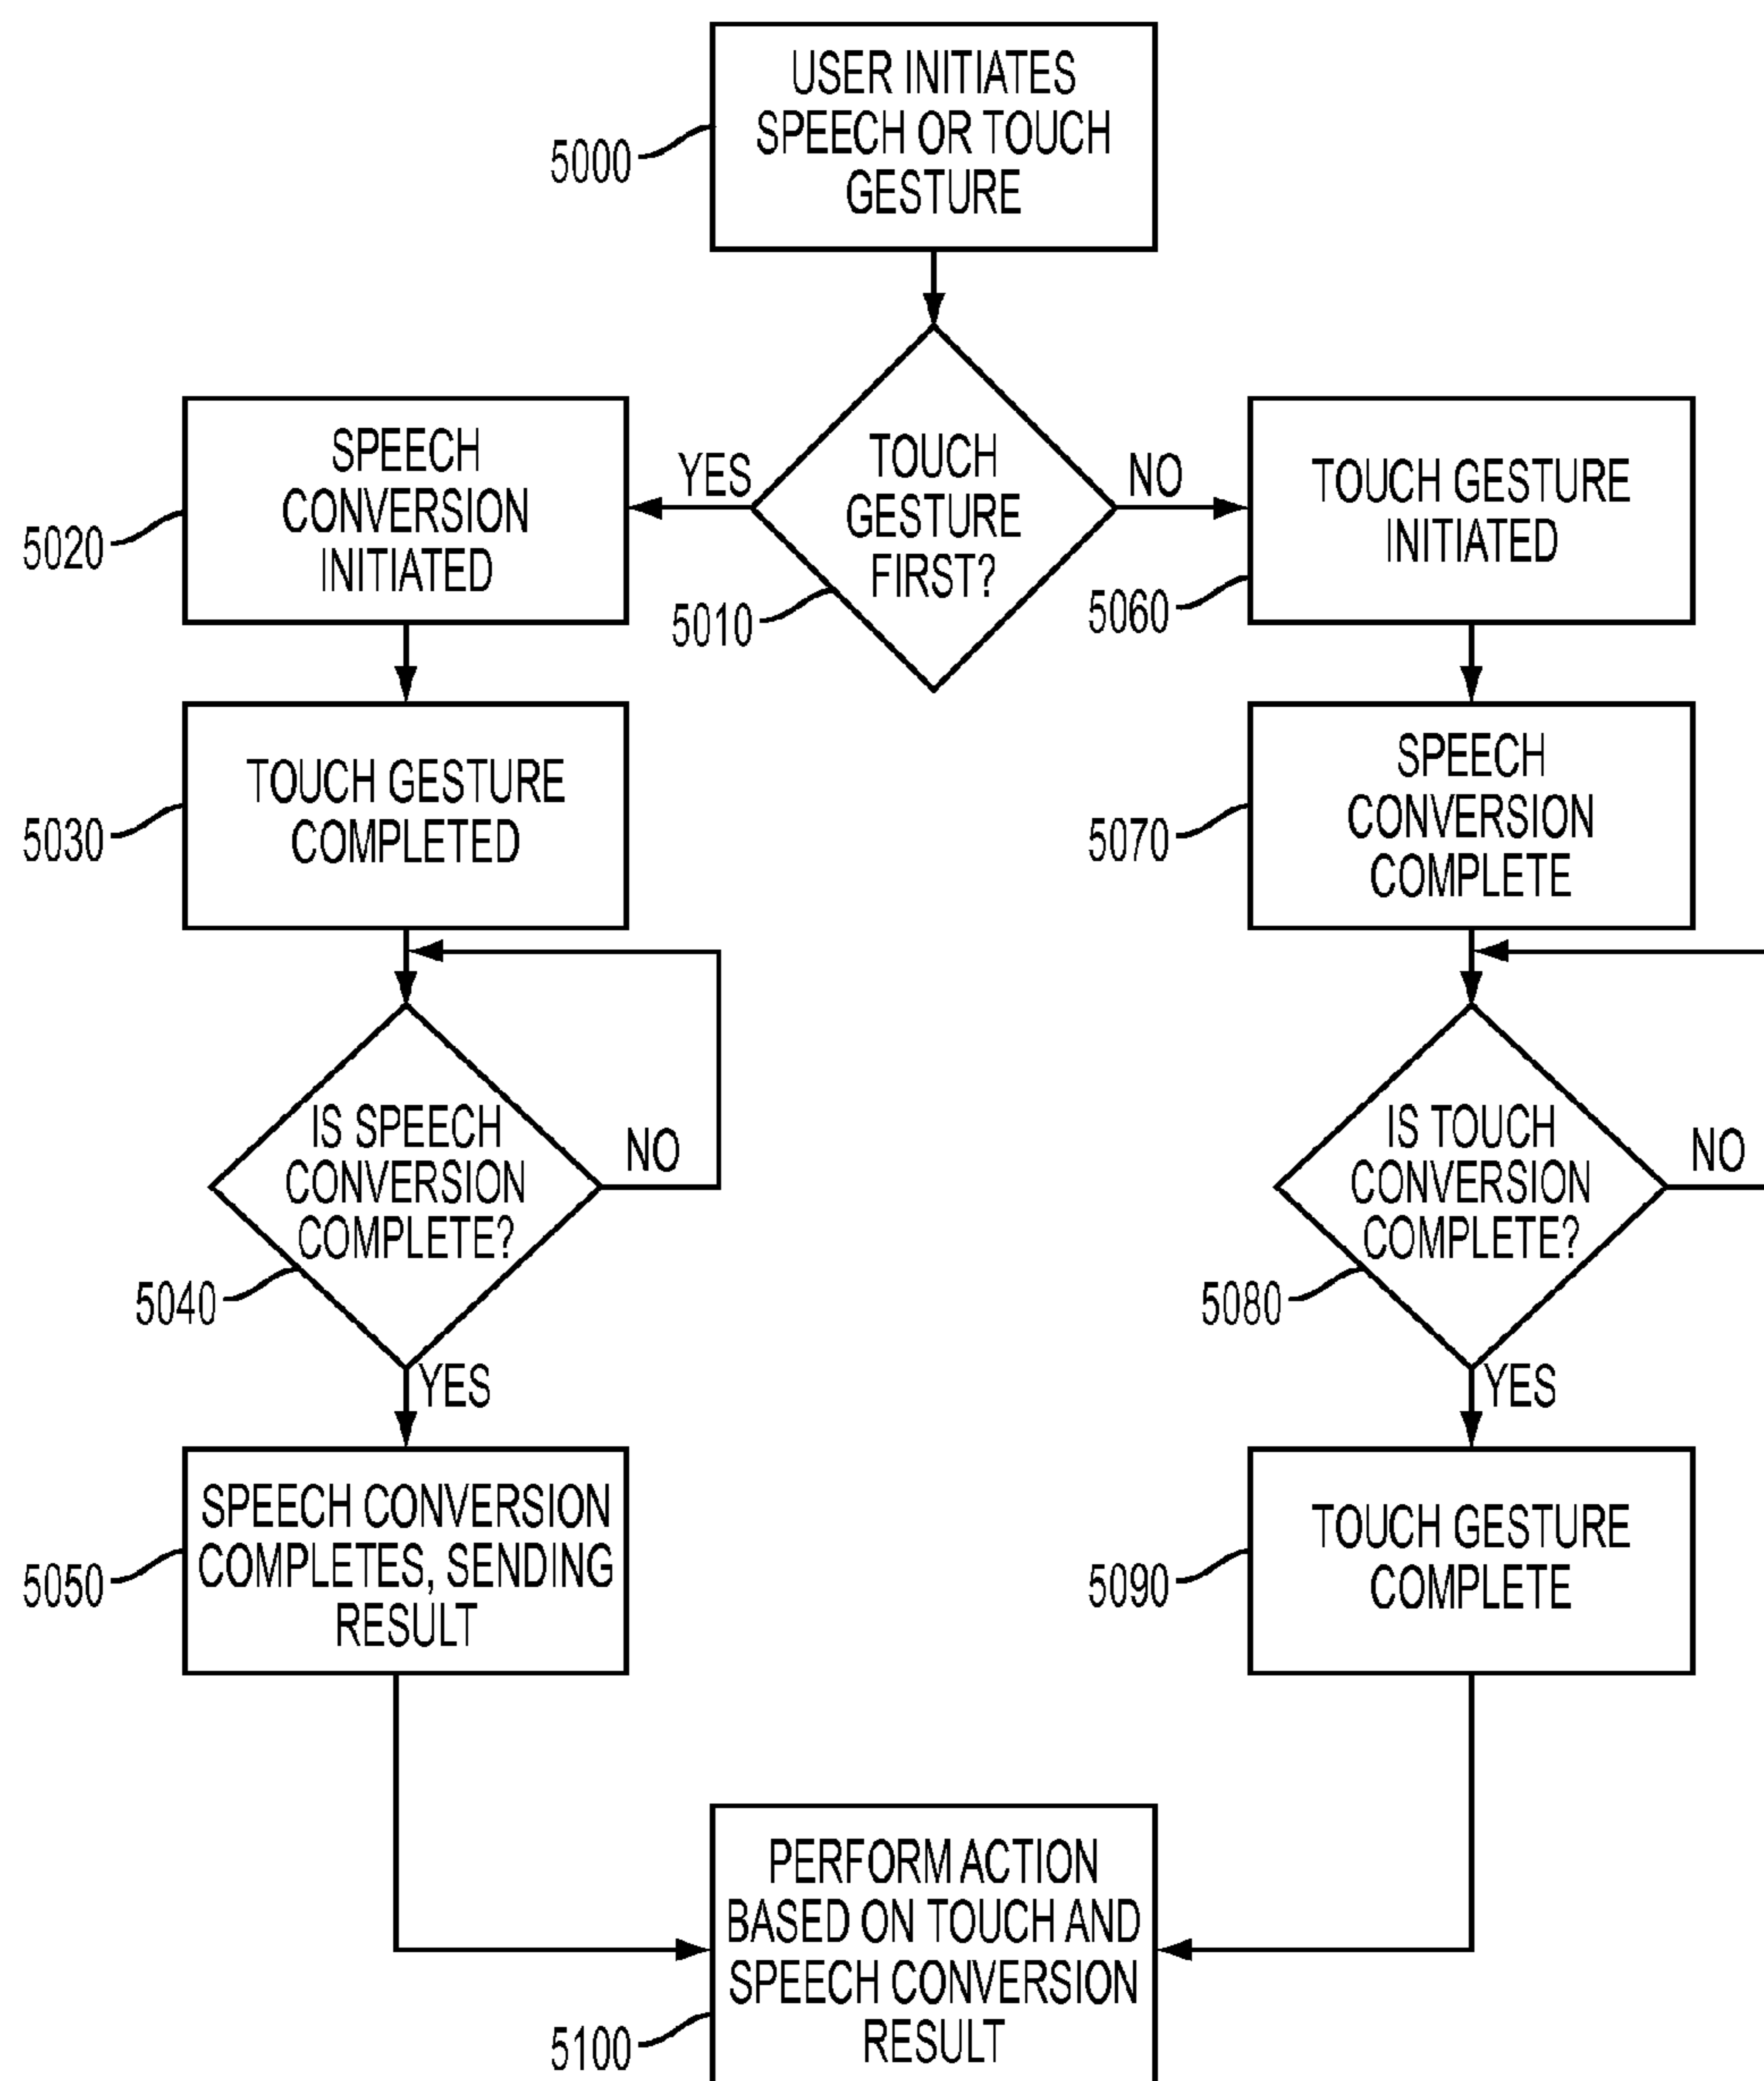 USER INITIATES
SPEECH OR TOUCH
GESTURE
5000
TOUCH
GESTURE
FIRST?
5010
YES
NO
SPEECH
CONVERSION
INITIATED
5020
TOUCH GESTURE
COMPLETED
5030
IS SPEECH
CONVERSION
COMPLETE?
5040
NO
YES
SPEECH CONVERSION
COMPLETES, SENDING
RESULT
5050
TOUCH GESTURE
INITIATED
5060
SPEECH
CONVERSION
COMPLETE
5070
IS TOUCH
CONVERSION
COMPLETE?
5080
NO
YES
TOUCH GESTURE
COMPLETE
5090
PERFORM ACTION
BASED ON TOUCH AND
SPEECH CONVERSION
RESULT
5100